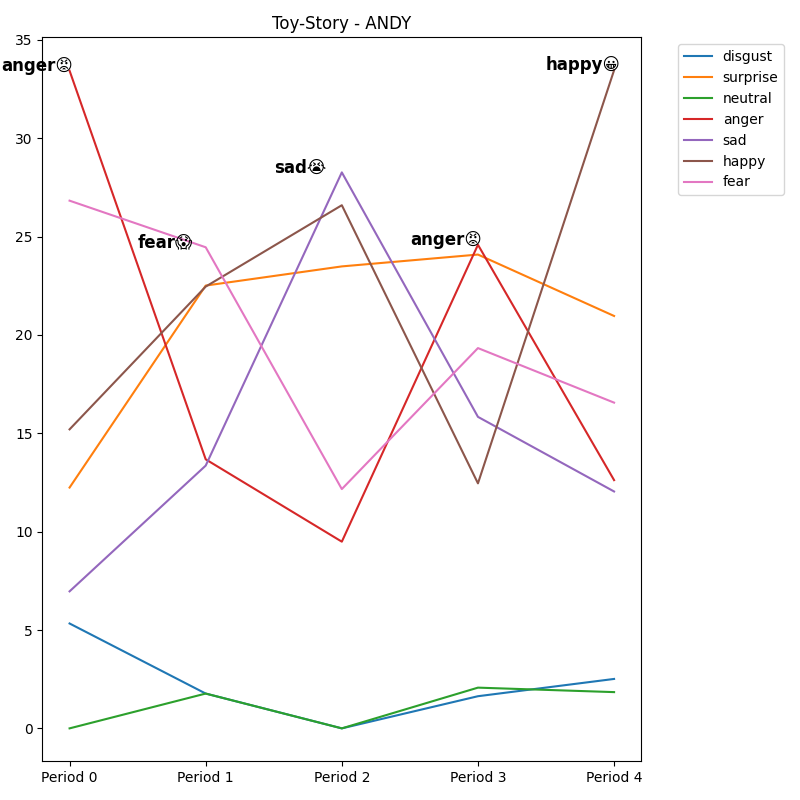 Toy-Story - ANDY
35
30
25
20
15
10
5
0
anger😡
fear😱
sad😭
anger😡
happy😀
Period 0
Period 1
Period 2
Period 3
Period 4
disgust
surprise
neutral
anger
sad
happy
fear